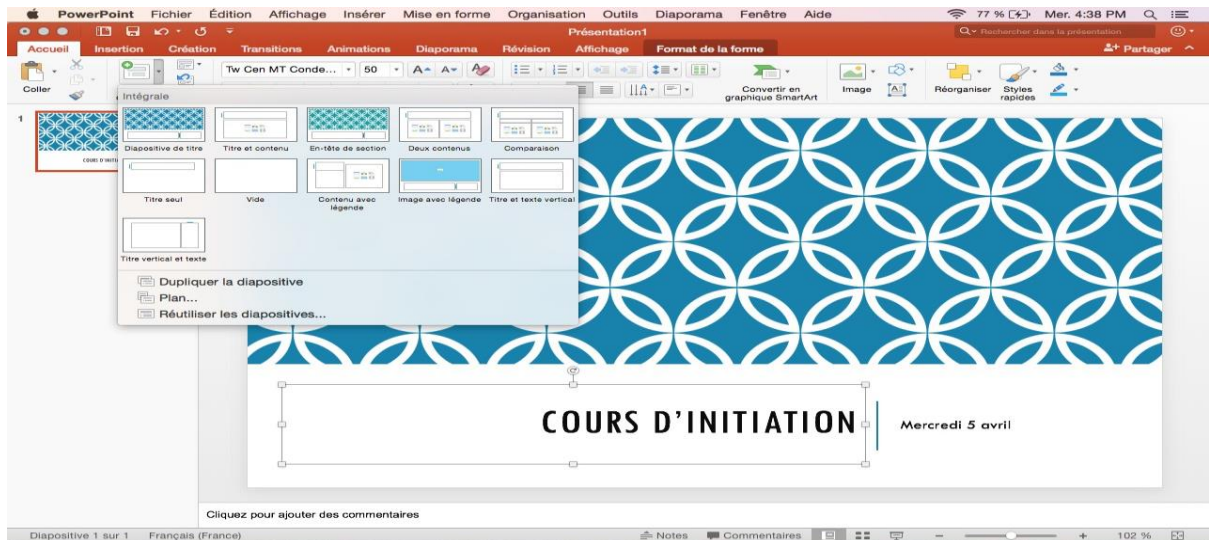 PowerPoint Fichier Édition Affichage Insérer Mise en forme Organisation Outils Diaporama Fenêtre Aide 77 % Mer. 4:38 PM
Présentation1 Rechercher dans la présentation
Accueil Insertion Création Transitions Animations Diaporama Révision Affichage Format de la forme Partager
Tw Cen MT Conde... 50 A A
Coller Convertir en graphique SmartArt Image Réorganiser Styles rapides
Intégrale
Diapositive de titre Titre et contenu En-tête de section Deux contenus Comparaison
Titre seul Vide Contenu avec légende Image avec légende Titre et texte vertical
Titre vertical et texte
Dupliquer la diapositive
Plan...
Réutiliser les diapositives...
1
COURS D'INITIATION
Mercredi 5 avril
Cliquez pour ajouter des commentaires
Diapositive 1 sur 1 Français (France) Notes Commentaires 102 %